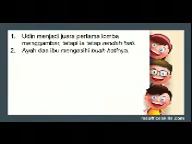 1. Udin menjadi juara pertama lomba
menggambar, tetapi ia tetap rendah hati.
2. Ayah dan ibu mengasihi buah hatinya.